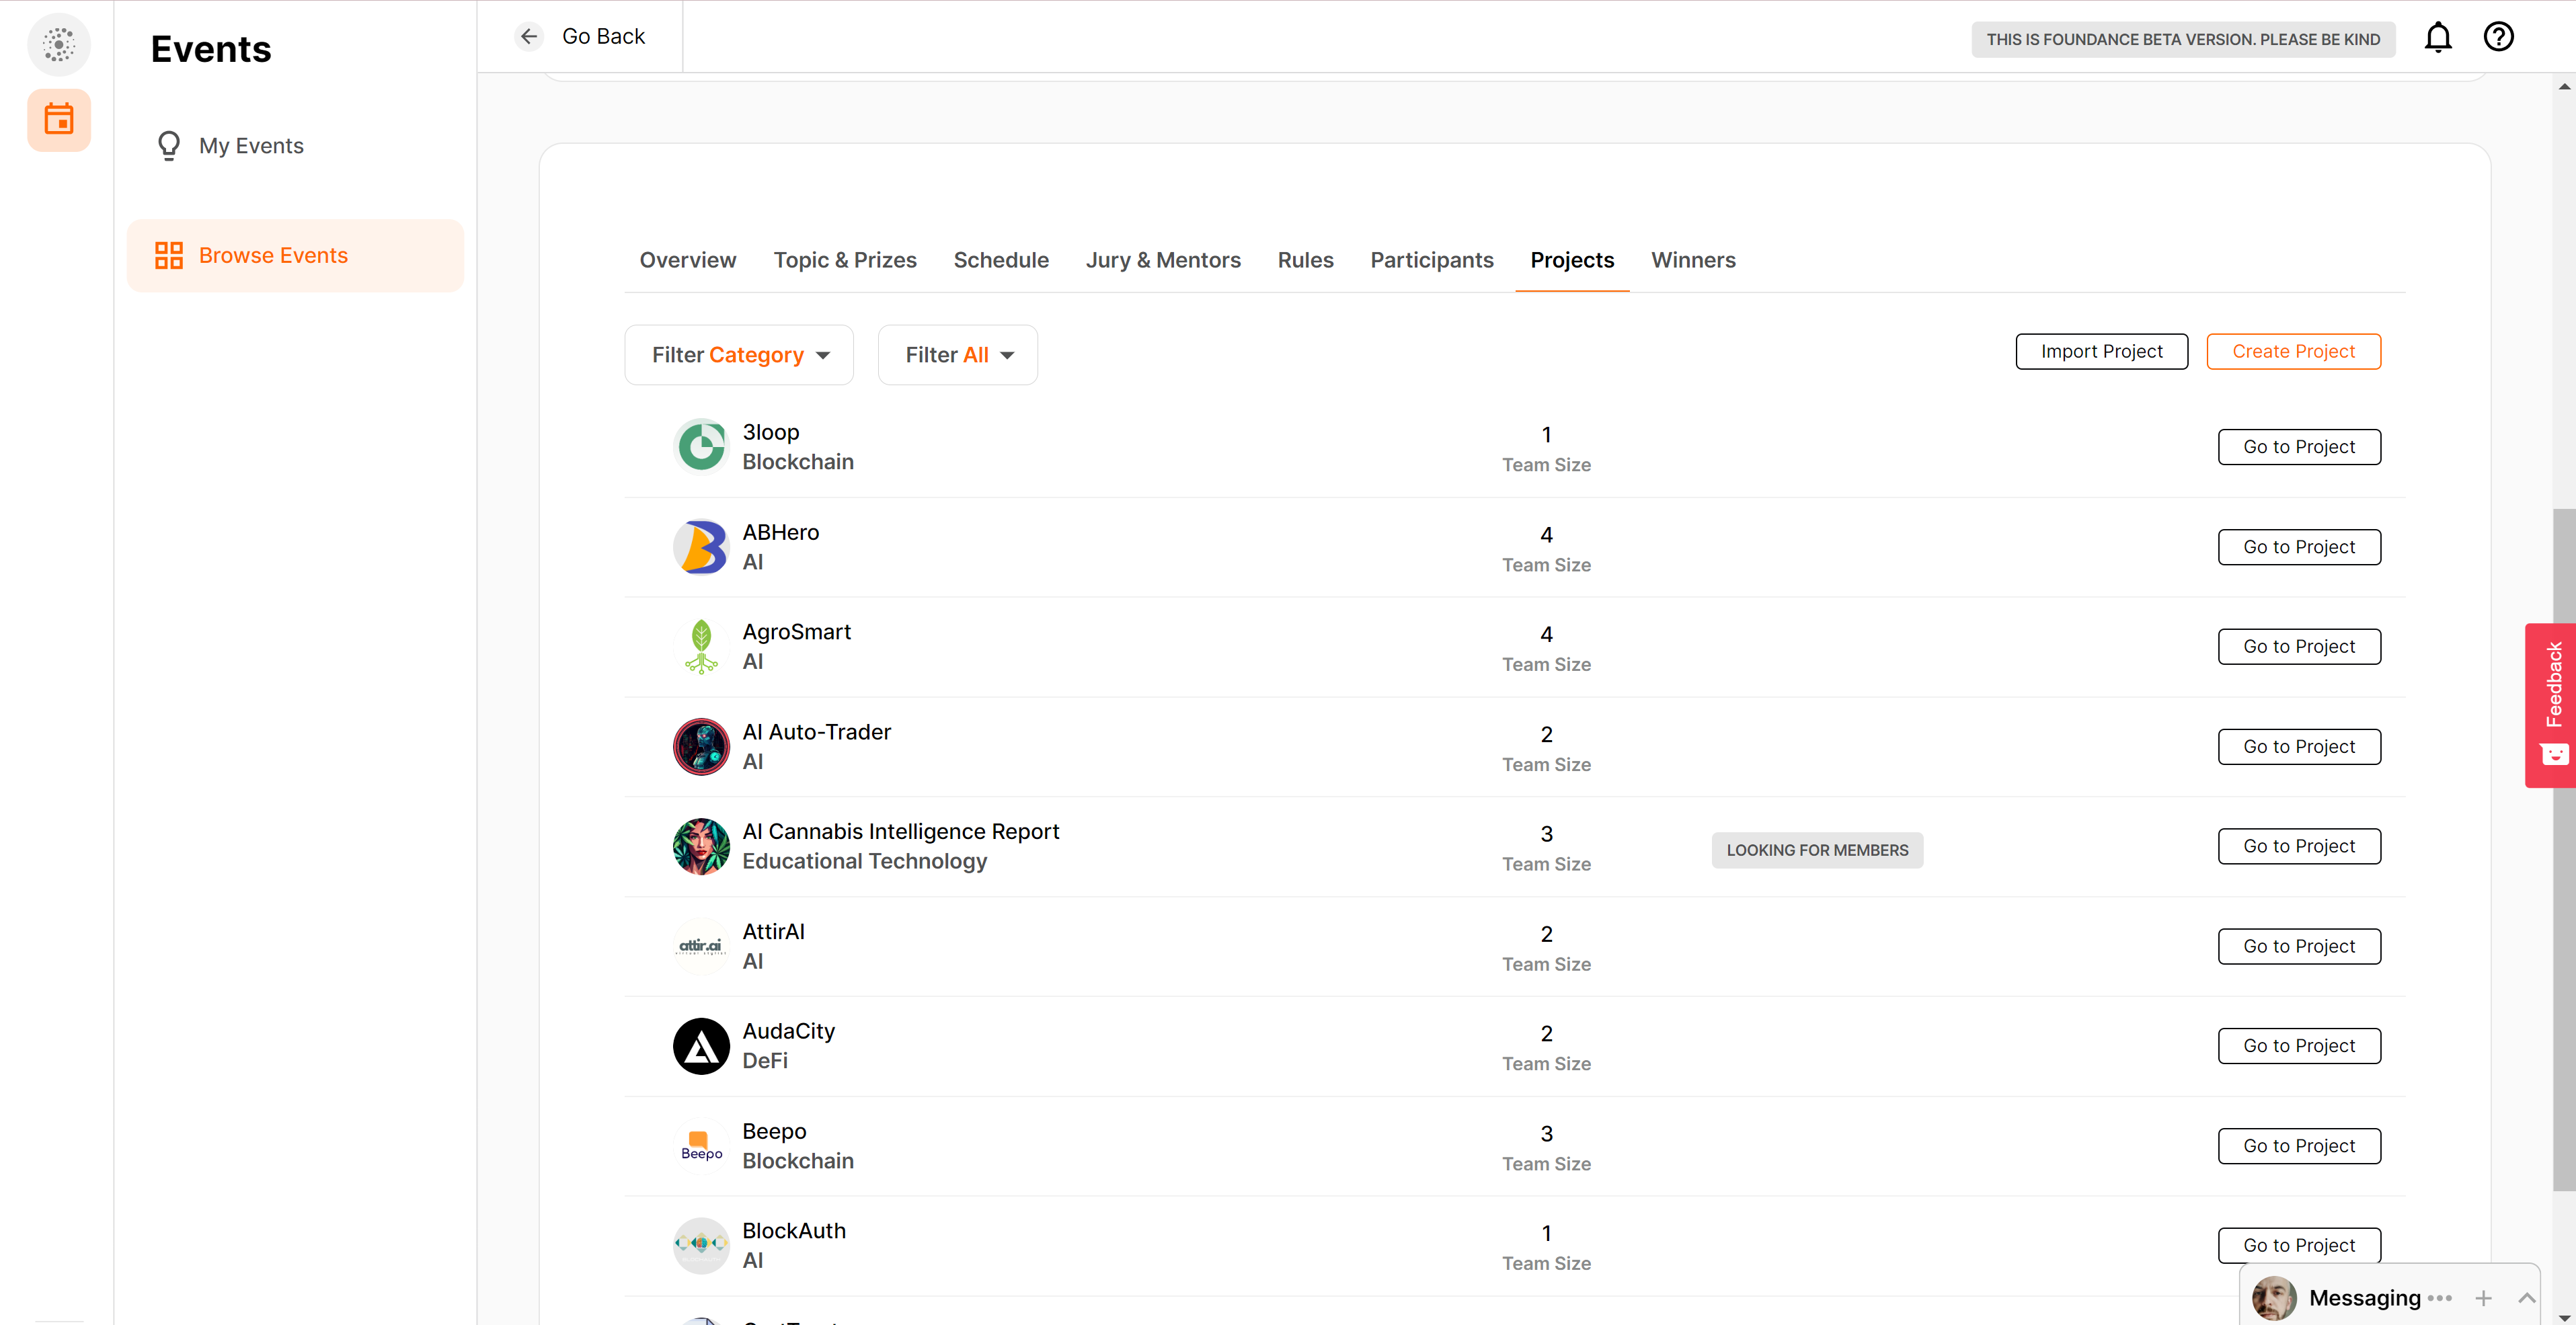 Events
Go Back
THIS IS FOUNDANCE BETA VERSION. PLEASE BE KIND
My Events
Browse Events
Overview Topic & Prizes Schedule Jury & Mentors Rules Participants Projects Winners
Filter Category Filter All
Import Project Create Project
3loop
Blockchain
1
Team Size
Go to Project
ABHero
AI
4
Team Size
Go to Project
AgroSmart
AI
4
Team Size
Go to Project
AI Auto-Trader
AI
2
Team Size
Go to Project
AI Cannabis Intelligence Report
Educational Technology
3
Team Size
LOOKING FOR MEMBERS
Go to Project
attir.ai
AttirAI
AI
2
Team Size
Go to Project
AudaCity
DeFi
2
Team Size
Go to Project
Beepo
Beepo
Blockchain
3
Team Size
Go to Project
BlockAuth
AI
1
Team Size
Go to Project
Feedback
Messaging